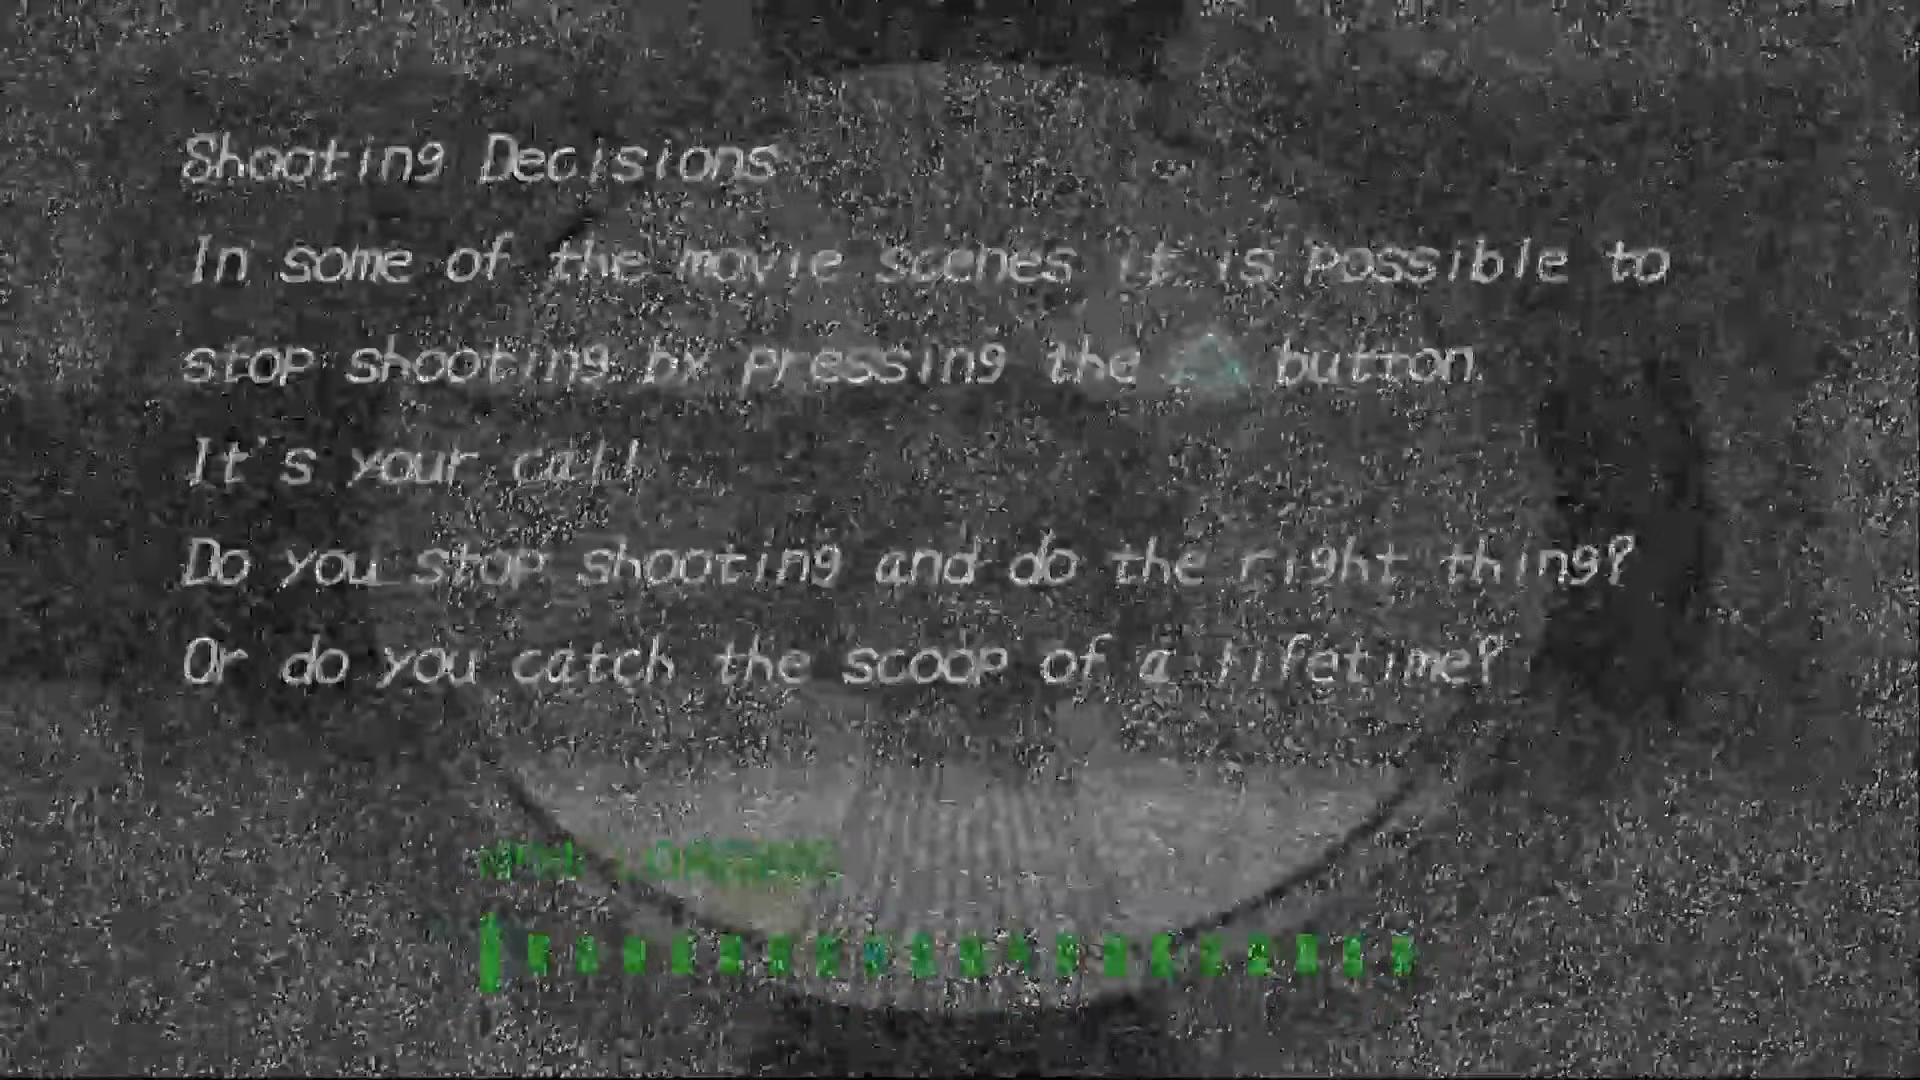 Shooting Decisions
In some of the movie scenes it is possible to
stop shooting by pressing the △ button.
It's your call
Do you stop shooting and do the right thing?
Or do you catch the scoop of a lifetime?
NOW LOADING